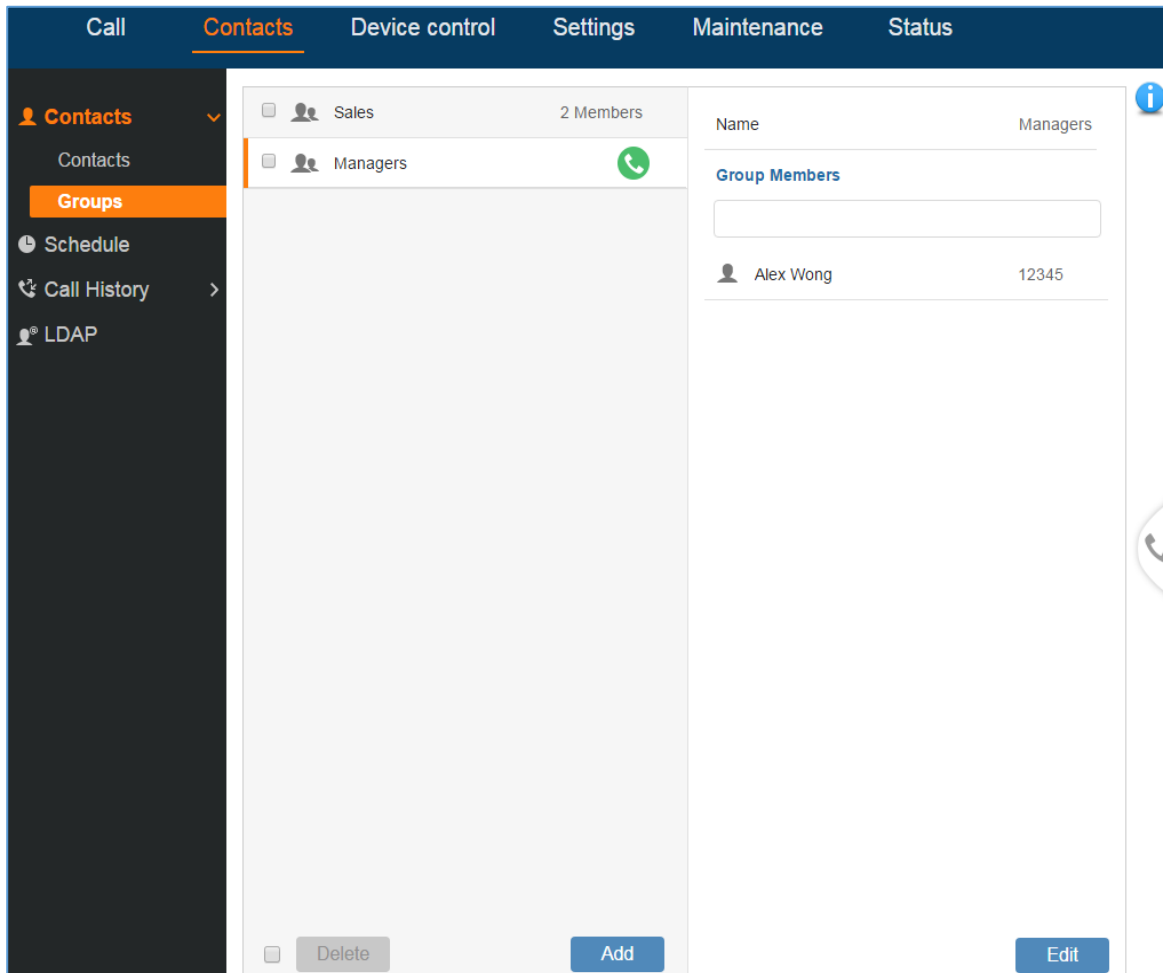 Call Contacts Device control Settings Maintenance Status
Contacts
Contacts
Groups
Schedule
Call History
LDAP
Sales 2 Members
Managers
Delete Add
Name Managers
Group Members
Alex Wong 12345
Edit